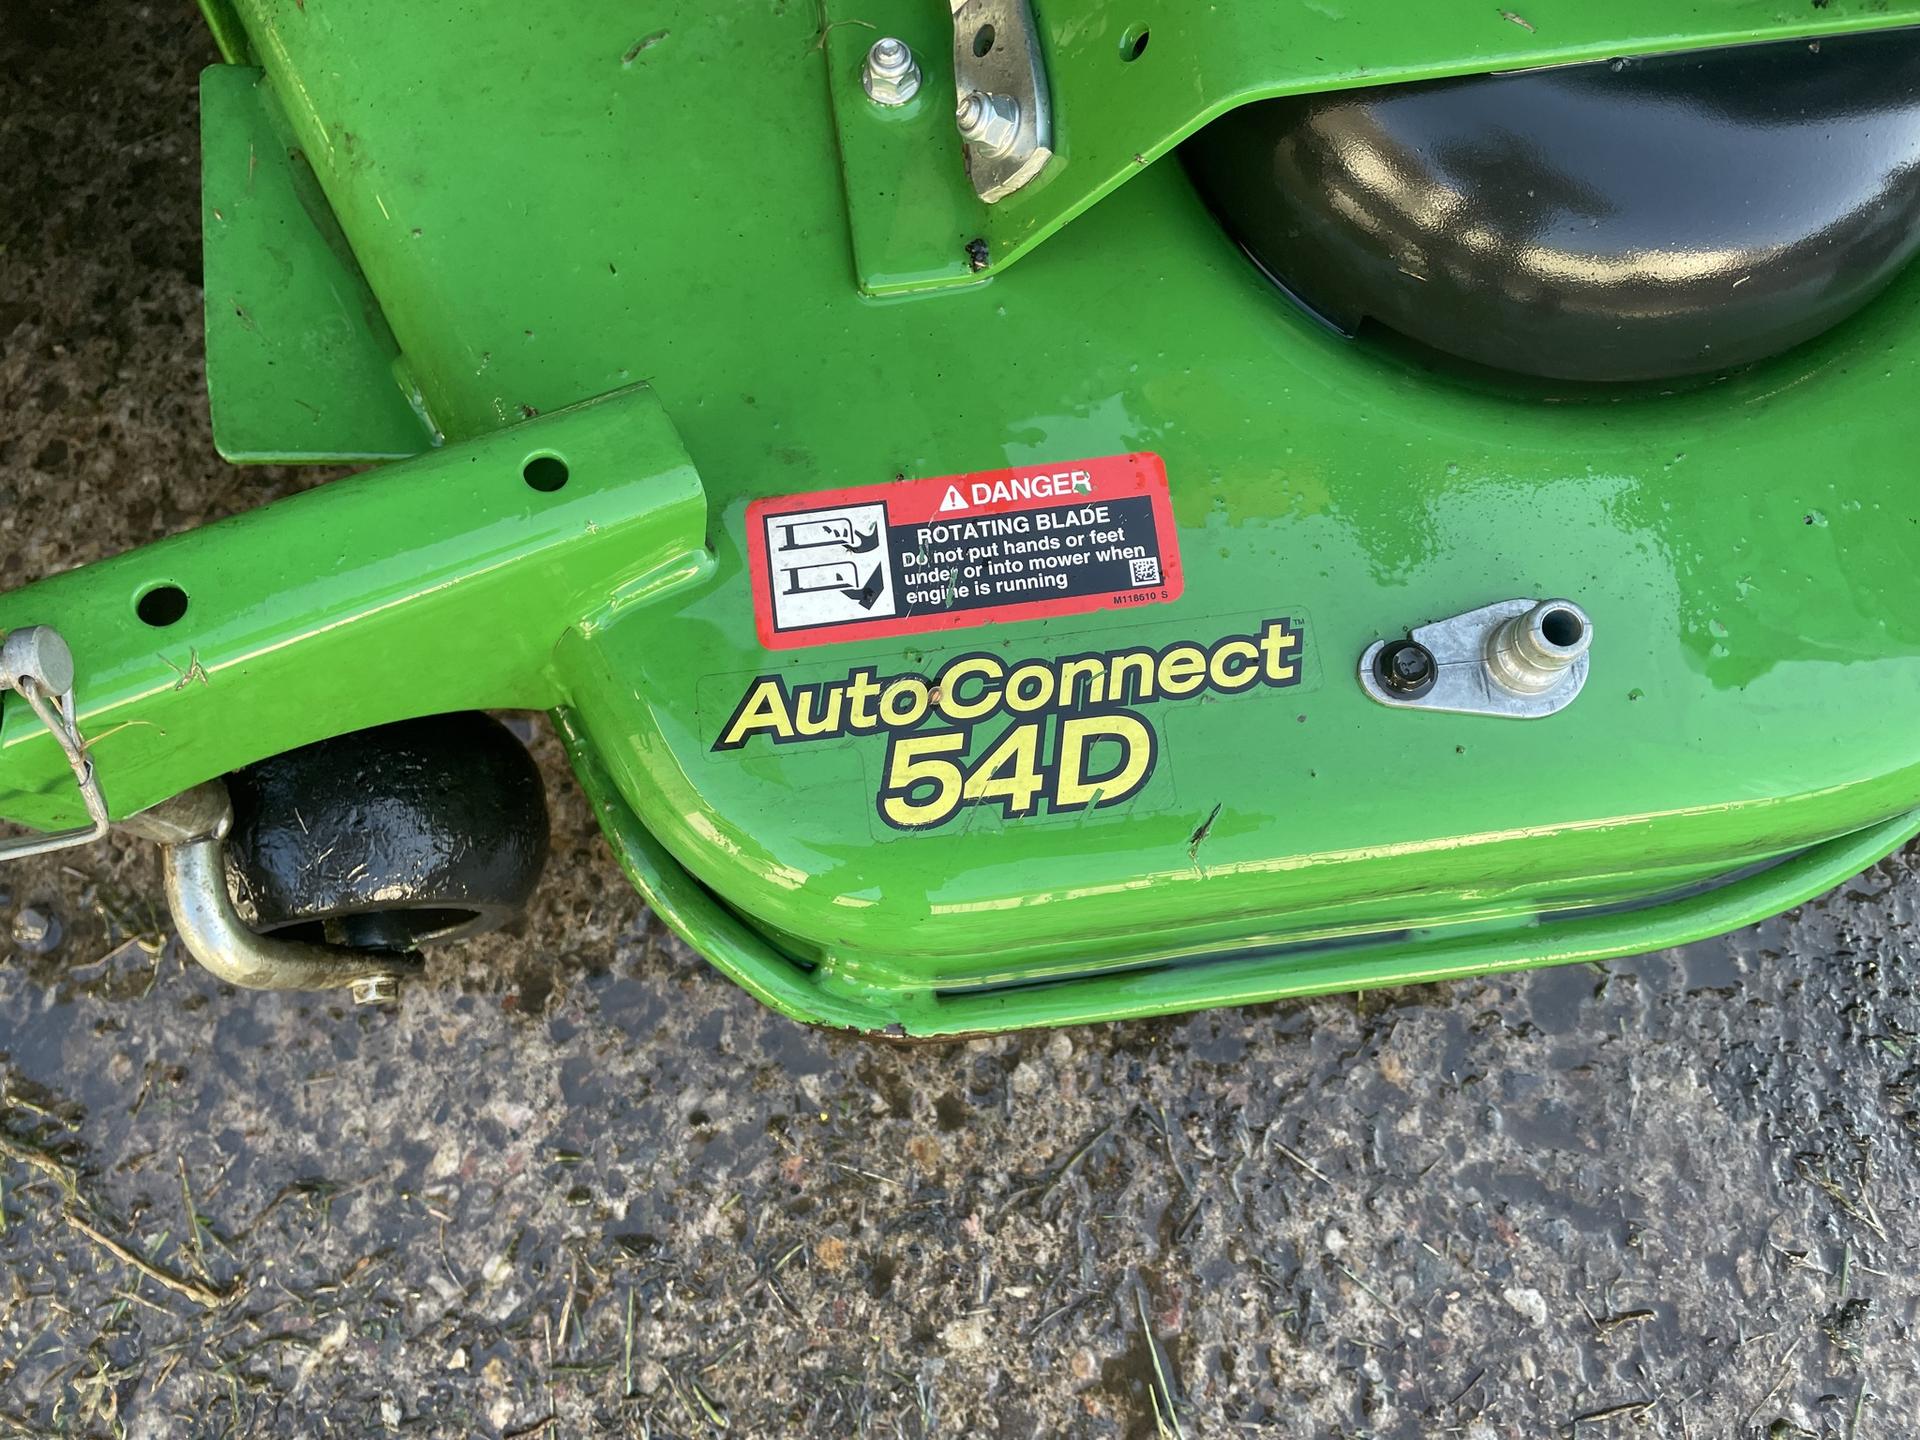 DANGER
ROTATING BLADE
Do not put hands or feet
under or into mower when
engine is running
M118610 S
AutoConnect™
54D